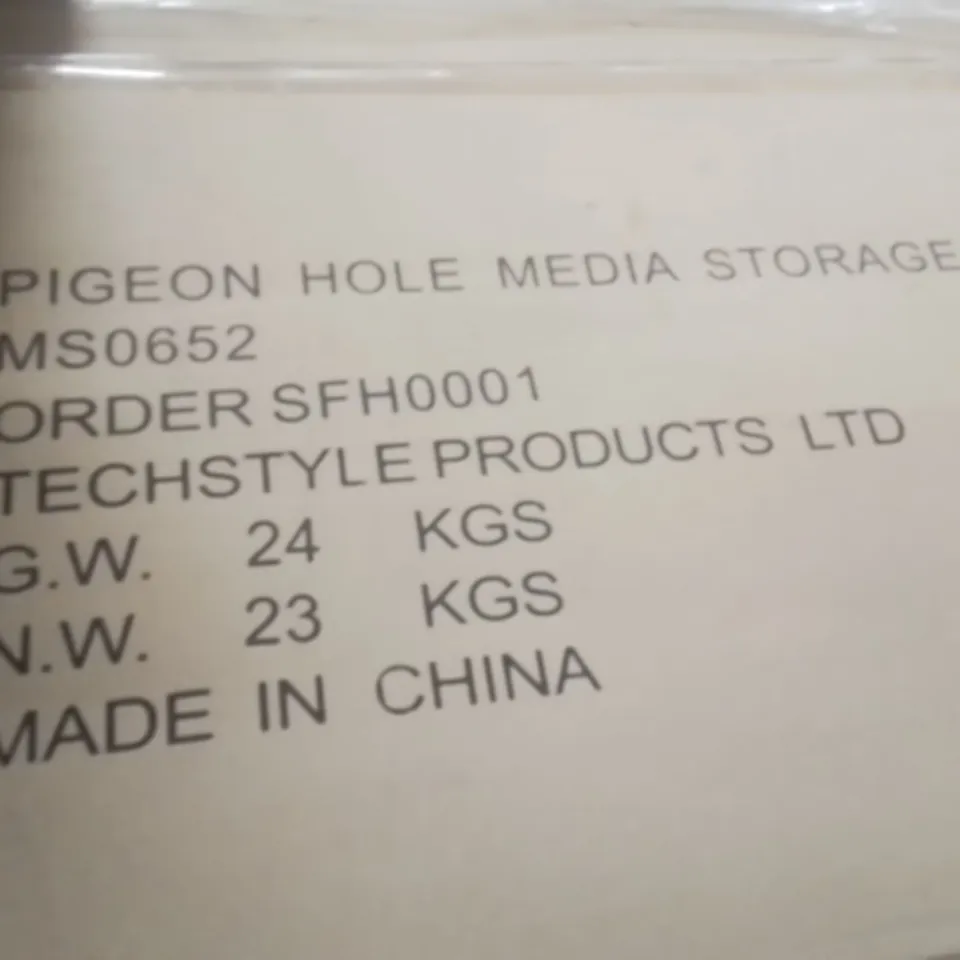 PIGEON HOLE MEDIA STORAGE
MS0652
ORDER SFH0001
TECHSTYLE PRODUCTS LTD
G.W. 24 KGS
N.W. 23 KGS
MADE IN CHINA